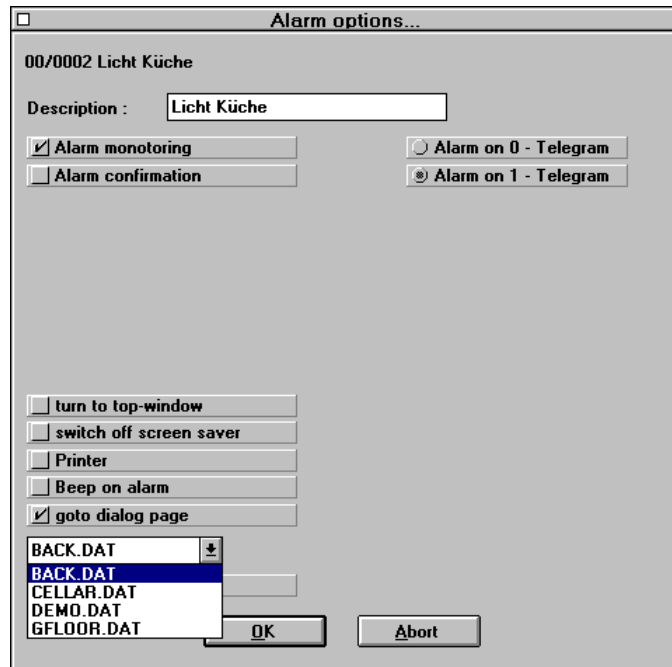 Alarm options...
00/0002 Licht Küche
Description :
Licht Küche
Alarm monotoring
Alarm on 0 - Telegram
Alarm confirmation
Alarm on 1 - Telegram
turn to top-window
switch off screen saver
Printer
Beep on alarm
goto dialog page
BACK.DAT
BACK.DAT
CELLAR.DAT
DEMO.DAT
GFLOOR.DAT
OK
Abort